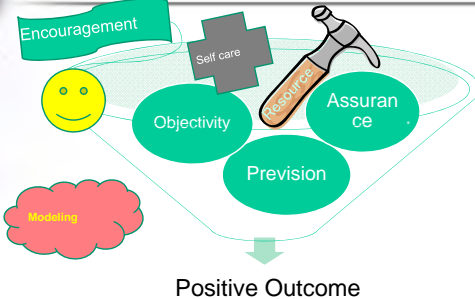 Encouragement
Self care
Resource
Objectivity
Assuran
ce
Prevision
Modeling
Positive Outcome